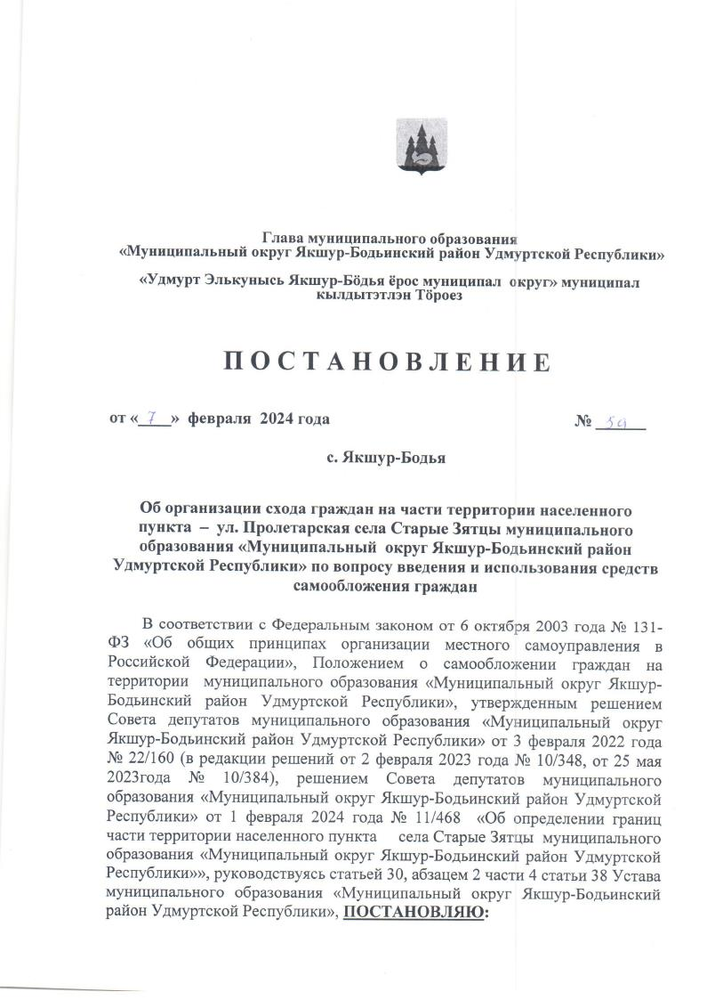 Глава муниципального образования
«Муниципальный округ Якшур-Бодьинский район Удмуртской Республики»
«Удмурт Элькунысь Якшур-Бӧдья ёрос муниципал округ» муниципал
кылдытэтлэн Тӧроез
П О С Т А Н О В Л Е Н И Е
от « 7 » февраля 2024 года № 59
с. Якшур-Бодья
Об организации схода граждан на части территории населенного
пункта – ул. Пролетарская села Старые Зятцы муниципального
образования «Муниципальный округ Якшур-Бодьинский район
Удмуртской Республики» по вопросу введения и использования средств
самообложения граждан
В соответствии с Федеральным законом от 6 октября 2003 года № 131-
ФЗ «Об общих принципах организации местного самоуправления в
Российской Федерации», Положением о самообложении граждан на
территории муниципального образования «Муниципальный округ Якшур-
Бодьинский район Удмуртской Республики», утвержденным решением
Совета депутатов муниципального образования «Муниципальный округ
Якшур-Бодьинский район Удмуртской Республики» от 3 февраля 2022 года
№ 22/160 (в редакции решений от 2 февраля 2023 года № 10/348, от 25 мая
2023года № 10/384), решением Совета депутатов муниципального
образования «Муниципальный округ Якшур-Бодьинский район Удмуртской
Республики» от 1 февраля 2024 года № 11/468 «Об определении границ
части территории населенного пункта села Старые Зятцы муниципального
образования «Муниципальный округ Якшур-Бодьинский район Удмуртской
Республики»», руководствуясь статьей 30, абзацем 2 части 4 статьи 38 Устава
муниципального образования «Муниципальный округ Якшур-Бодьинский
район Удмуртской Республики», ПОСТАНОВЛЯЮ: